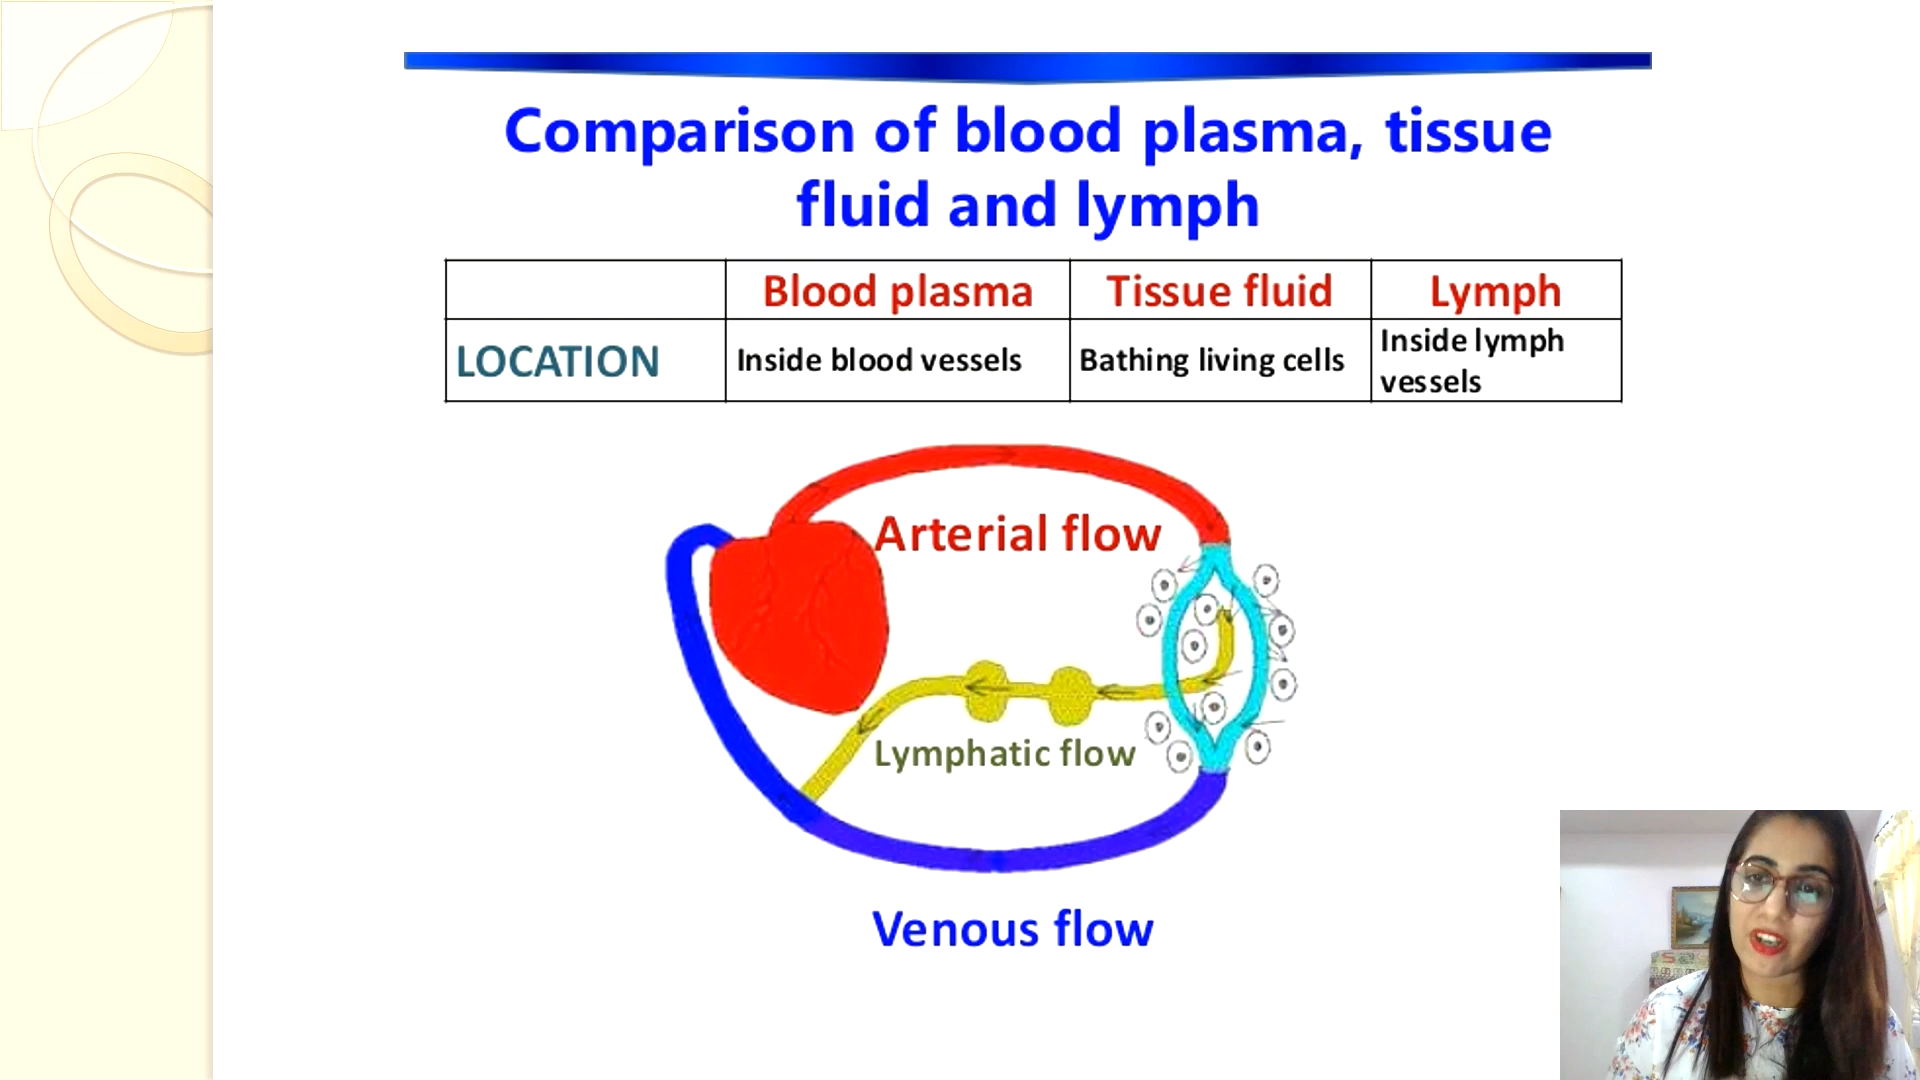 Comparison of blood plasma, tissue
fluid and lymph
Blood plasma Tissue fluid Lymph
LOCATION Inside blood vessels Bathing living cells Inside lymph
vessels
Arterial flow
Lymphatic flow
Venous flow